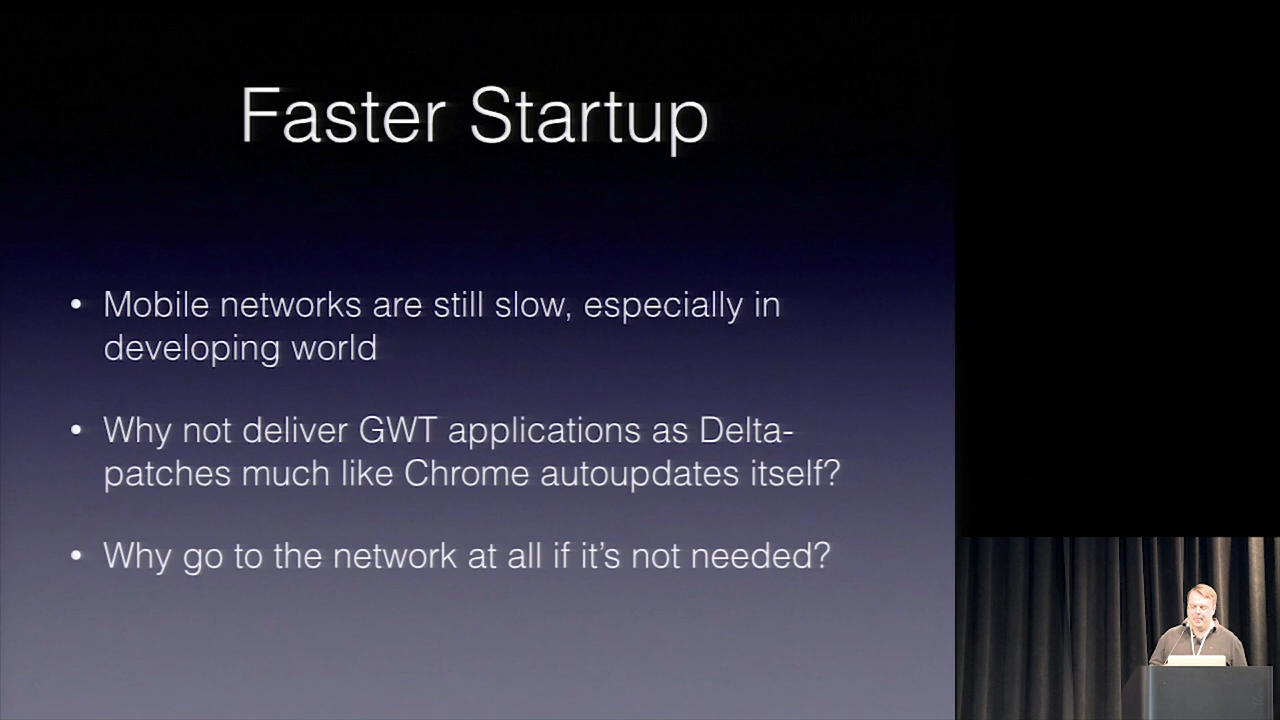 Faster Startup
• Mobile networks are still slow, especially in
developing world
• Why not deliver GWT applications as Delta-
patches much like Chrome autoupdates itself?
• Why go to the network at all if it's not needed?